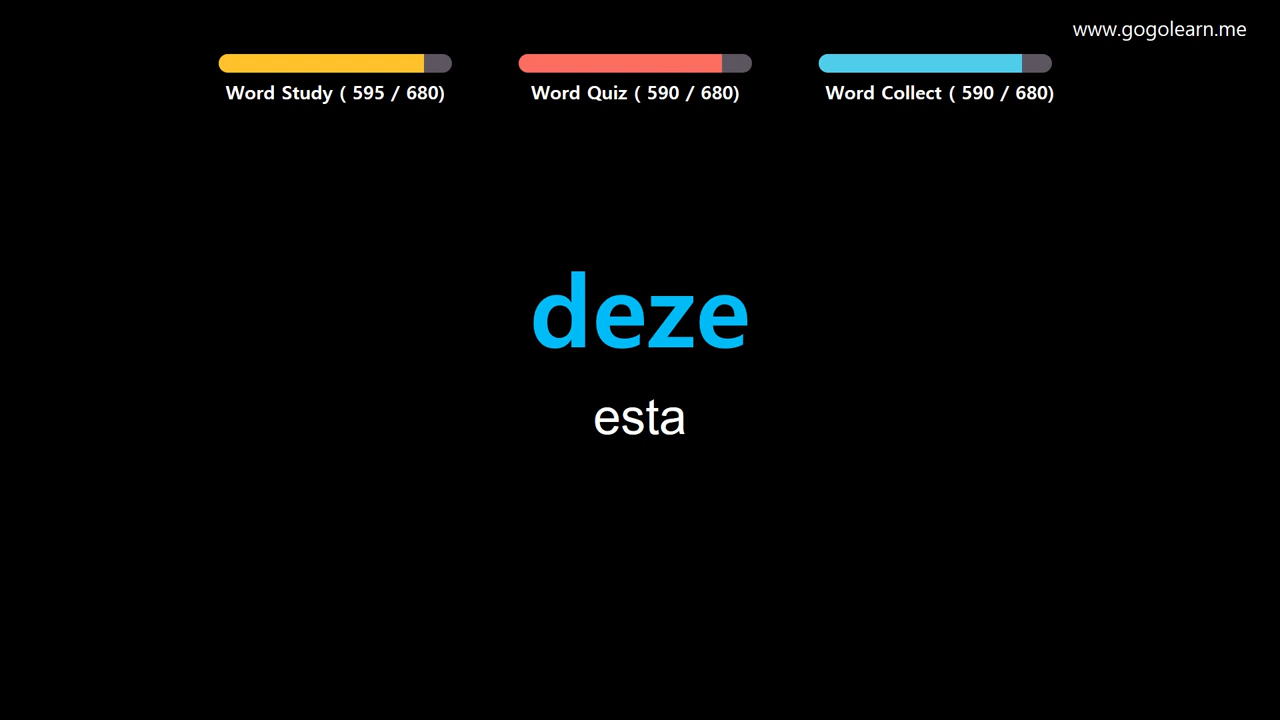 www.gogolearn.me
Word Study ( 595 / 680)
Word Quiz ( 590 / 680)
Word Collect ( 590 / 680)
deze
esta